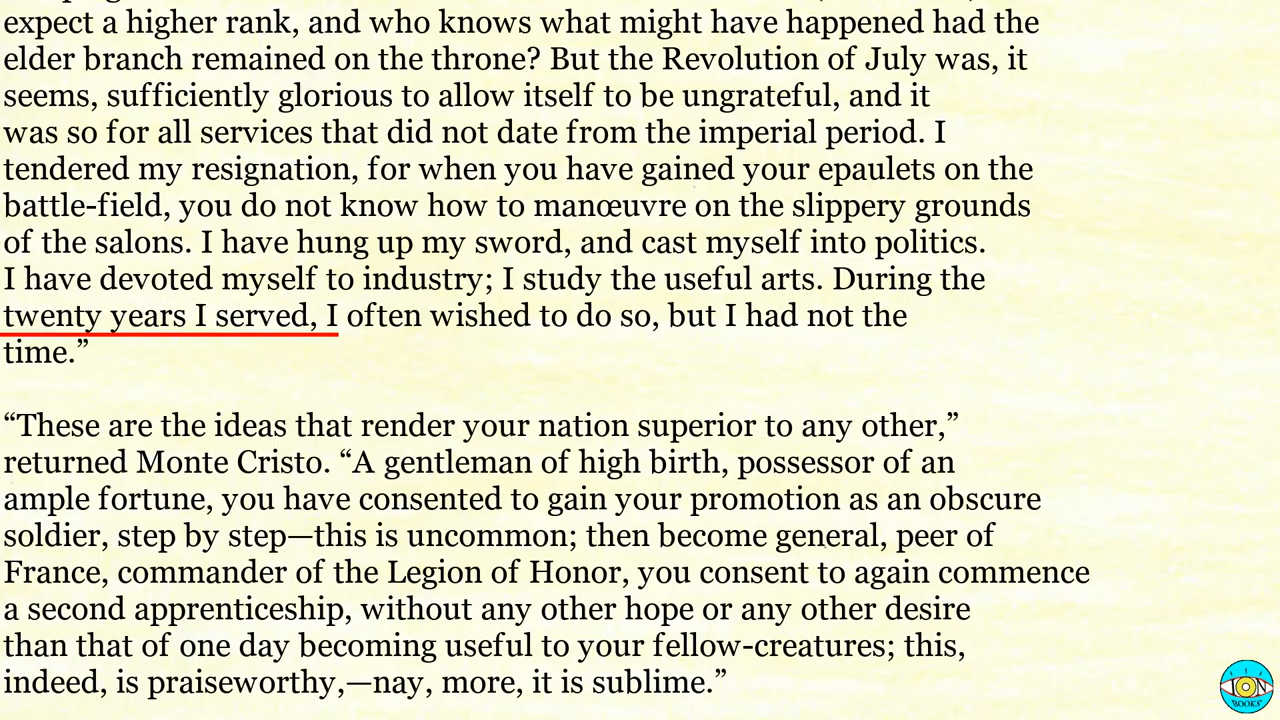 expect a higher rank, and who knows what might have happened had the
elder branch remained on the throne? But the Revolution of July was, it
seems, sufficiently glorious to allow itself to be ungrateful, and it
was so for all services that did not date from the imperial period. I
tendered my resignation, for when you have gained your epaulets on the
battle-field, you do not know how to manœuvre on the slippery grounds
of the salons. I have hung up my sword, and cast myself into politics.
I have devoted myself to industry; I study the useful arts. During the
twenty years I served, I often wished to do so, but I had not the
time.”
“These are the ideas that render your nation superior to any other,”
returned Monte Cristo. “A gentleman of high birth, possessor of an
ample fortune, you have consented to gain your promotion as an obscure
soldier, step by step—this is uncommon; then become general, peer of
France, commander of the Legion of Honor, you consent to again commence
a second apprenticeship, without any other hope or any other desire
than that of one day becoming useful to your fellow-creatures; this,
indeed, is praiseworthy,—nay, more, it is sublime.”
ION
BOOKS